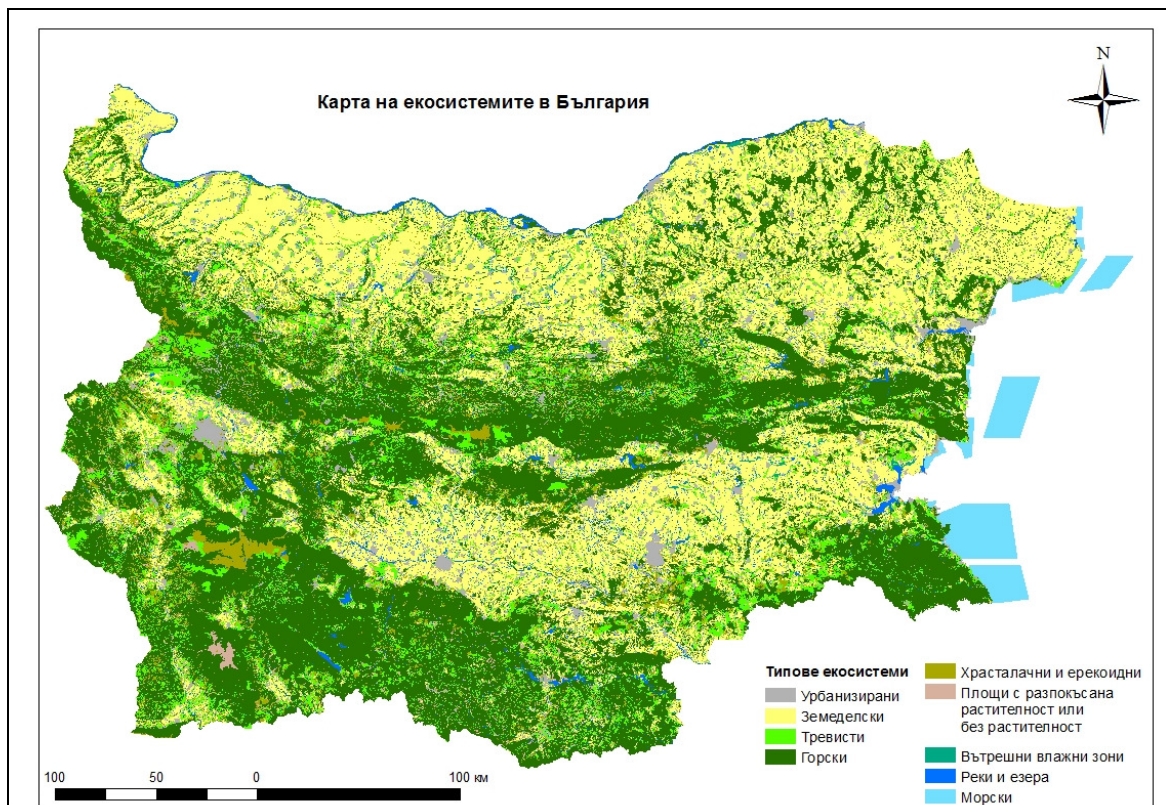 N
Карта на екосистемите в България
Типове екосистеми
Урбанизирани
Земеделски
Тревисти
Горски
Храсталачни и ерекоидни
Площи с разпокъсана
растителност или
без растителност
Вътрешни влажни зони
Реки и езера
Морски
100 50 0 100 км